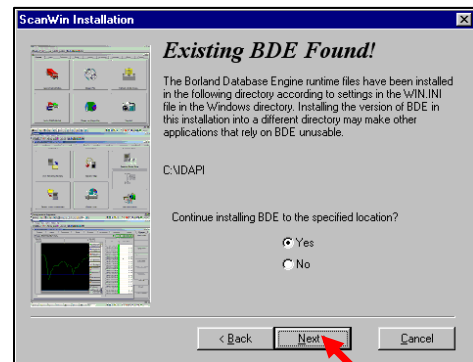 ScanWin Installation
Existing BDE Found!
The Borland Database Engine runtime files have been installed
in the following directory according to settings in the WIN.INI
file in the Windows directory. Installing the version of BDE in
this installation into a different directory may make other
applications that rely on BDE unusable.
C:\IDAPI
Continue installing BDE to the specified location?
Yes
No
< Back
Next
Cancel